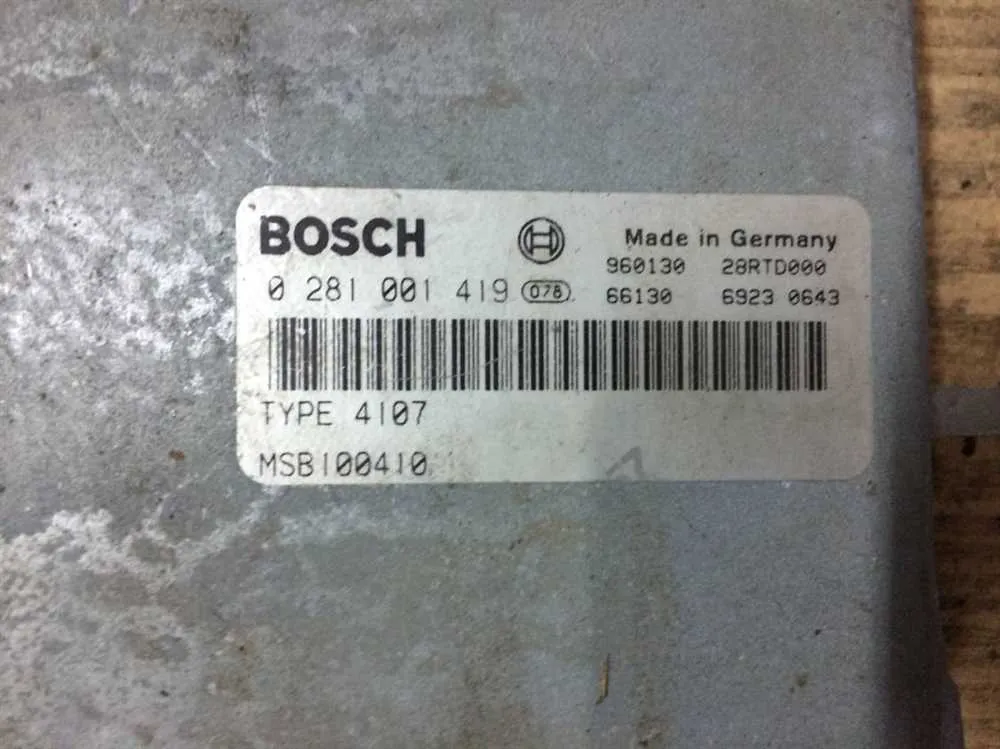 BOSCH
Made in Germany
960130 28RTD000
0 281 001 419 078
66130 6923 0643
TYPE 4107
MSB100410